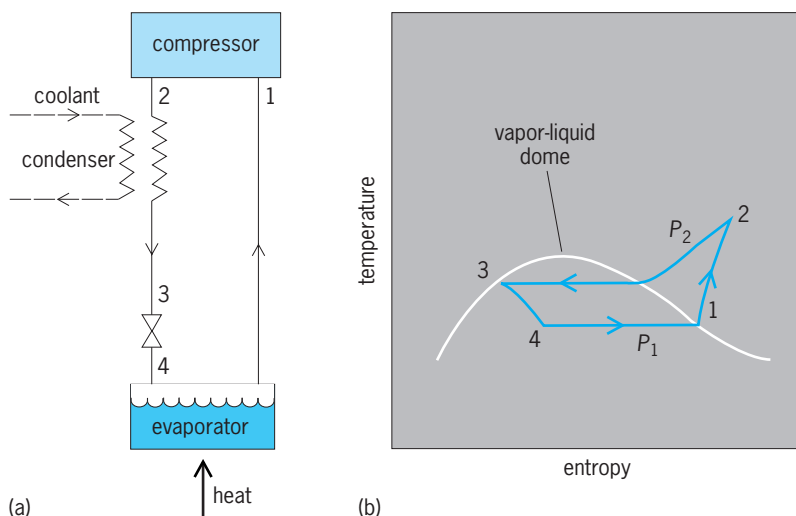 compressor
2
1
coolant
condenser
3
4
evaporator
heat
(a)
temperature
vapor-liquid
dome
P2
2
3
1
4
P1
entropy
(b)